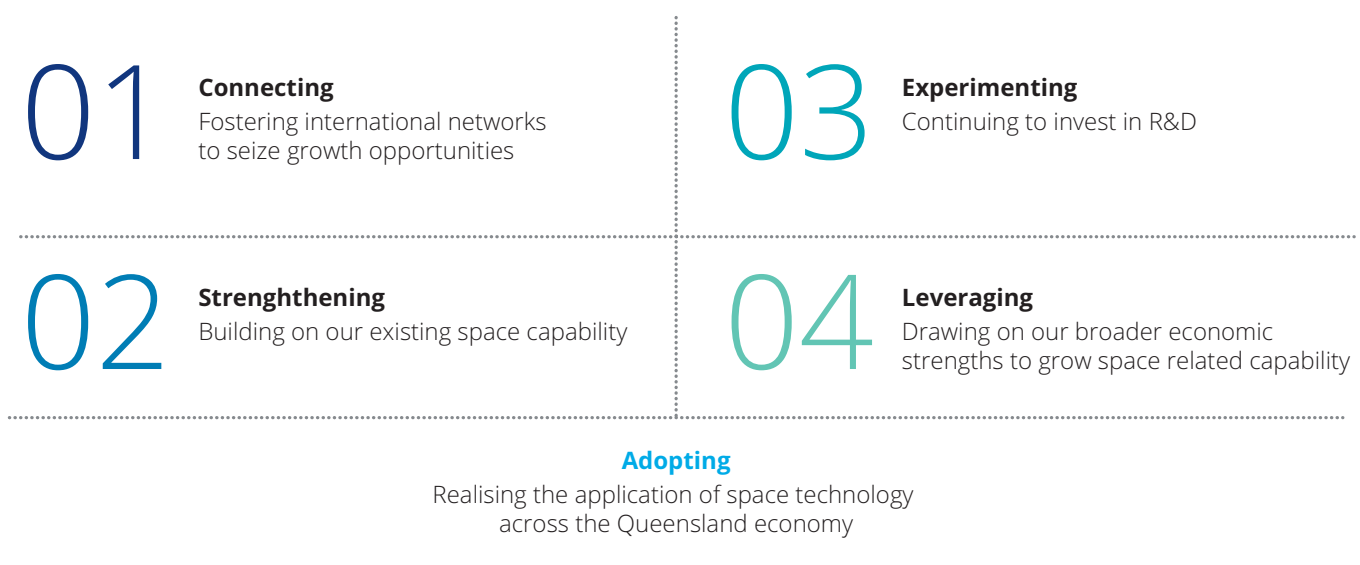 01
Connecting
Fostering international networks
to seize growth opportunities
02
Strenghthening
Building on our existing space capability
03
Experimenting
Continuing to invest in R&D
04
Leveraging
Drawing on our broader economic
strengths to grow space related capability
Adopting
Realising the application of space technology
across the Queensland economy